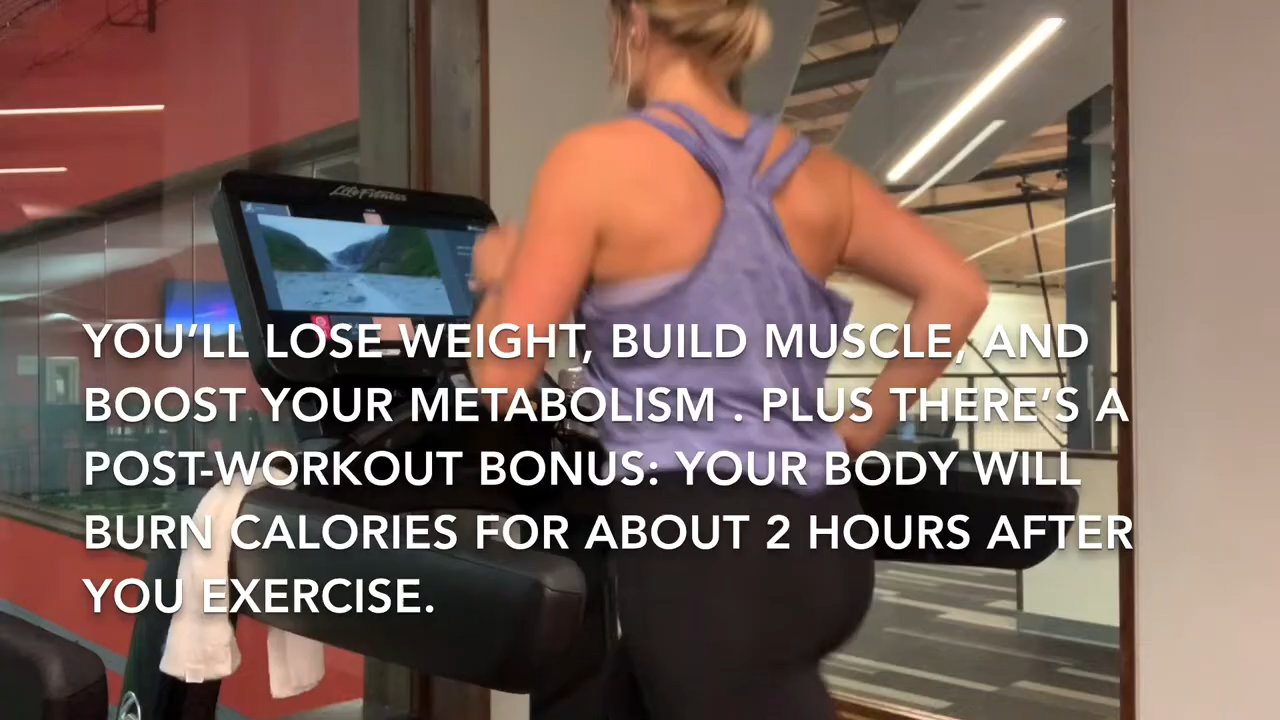 LifeFitness
YOU'LL LOSE WEIGHT, BUILD MUSCLE, AND
BOOST YOUR METABOLISM . PLUS THERE'S A
POST-WORKOUT BONUS: YOUR BODY WILL
BURN CALORIES FOR ABOUT 2 HOURS AFTER
YOU EXERCISE.